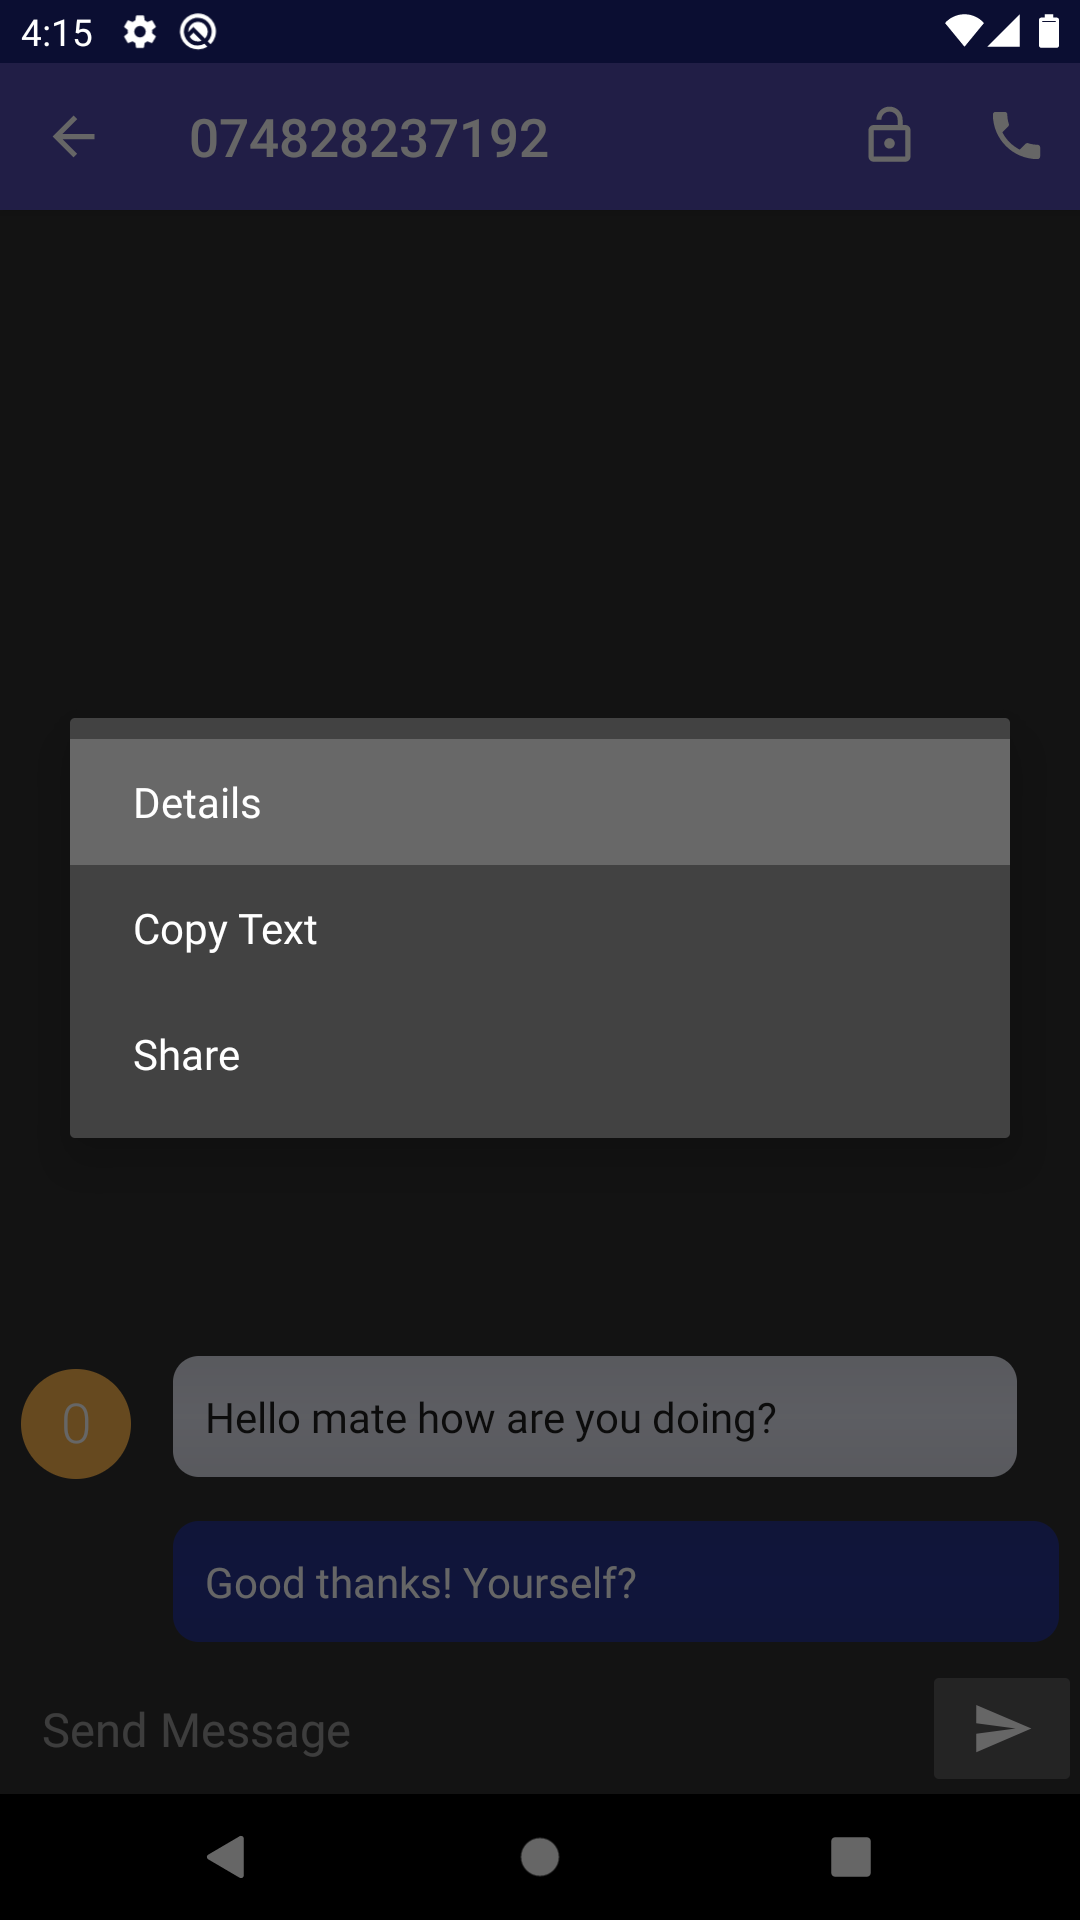 4:15
074828237192
Details
Copy Text
Share
0
Hello mate how are you doing?
Good thanks! Yourself?
Send Message